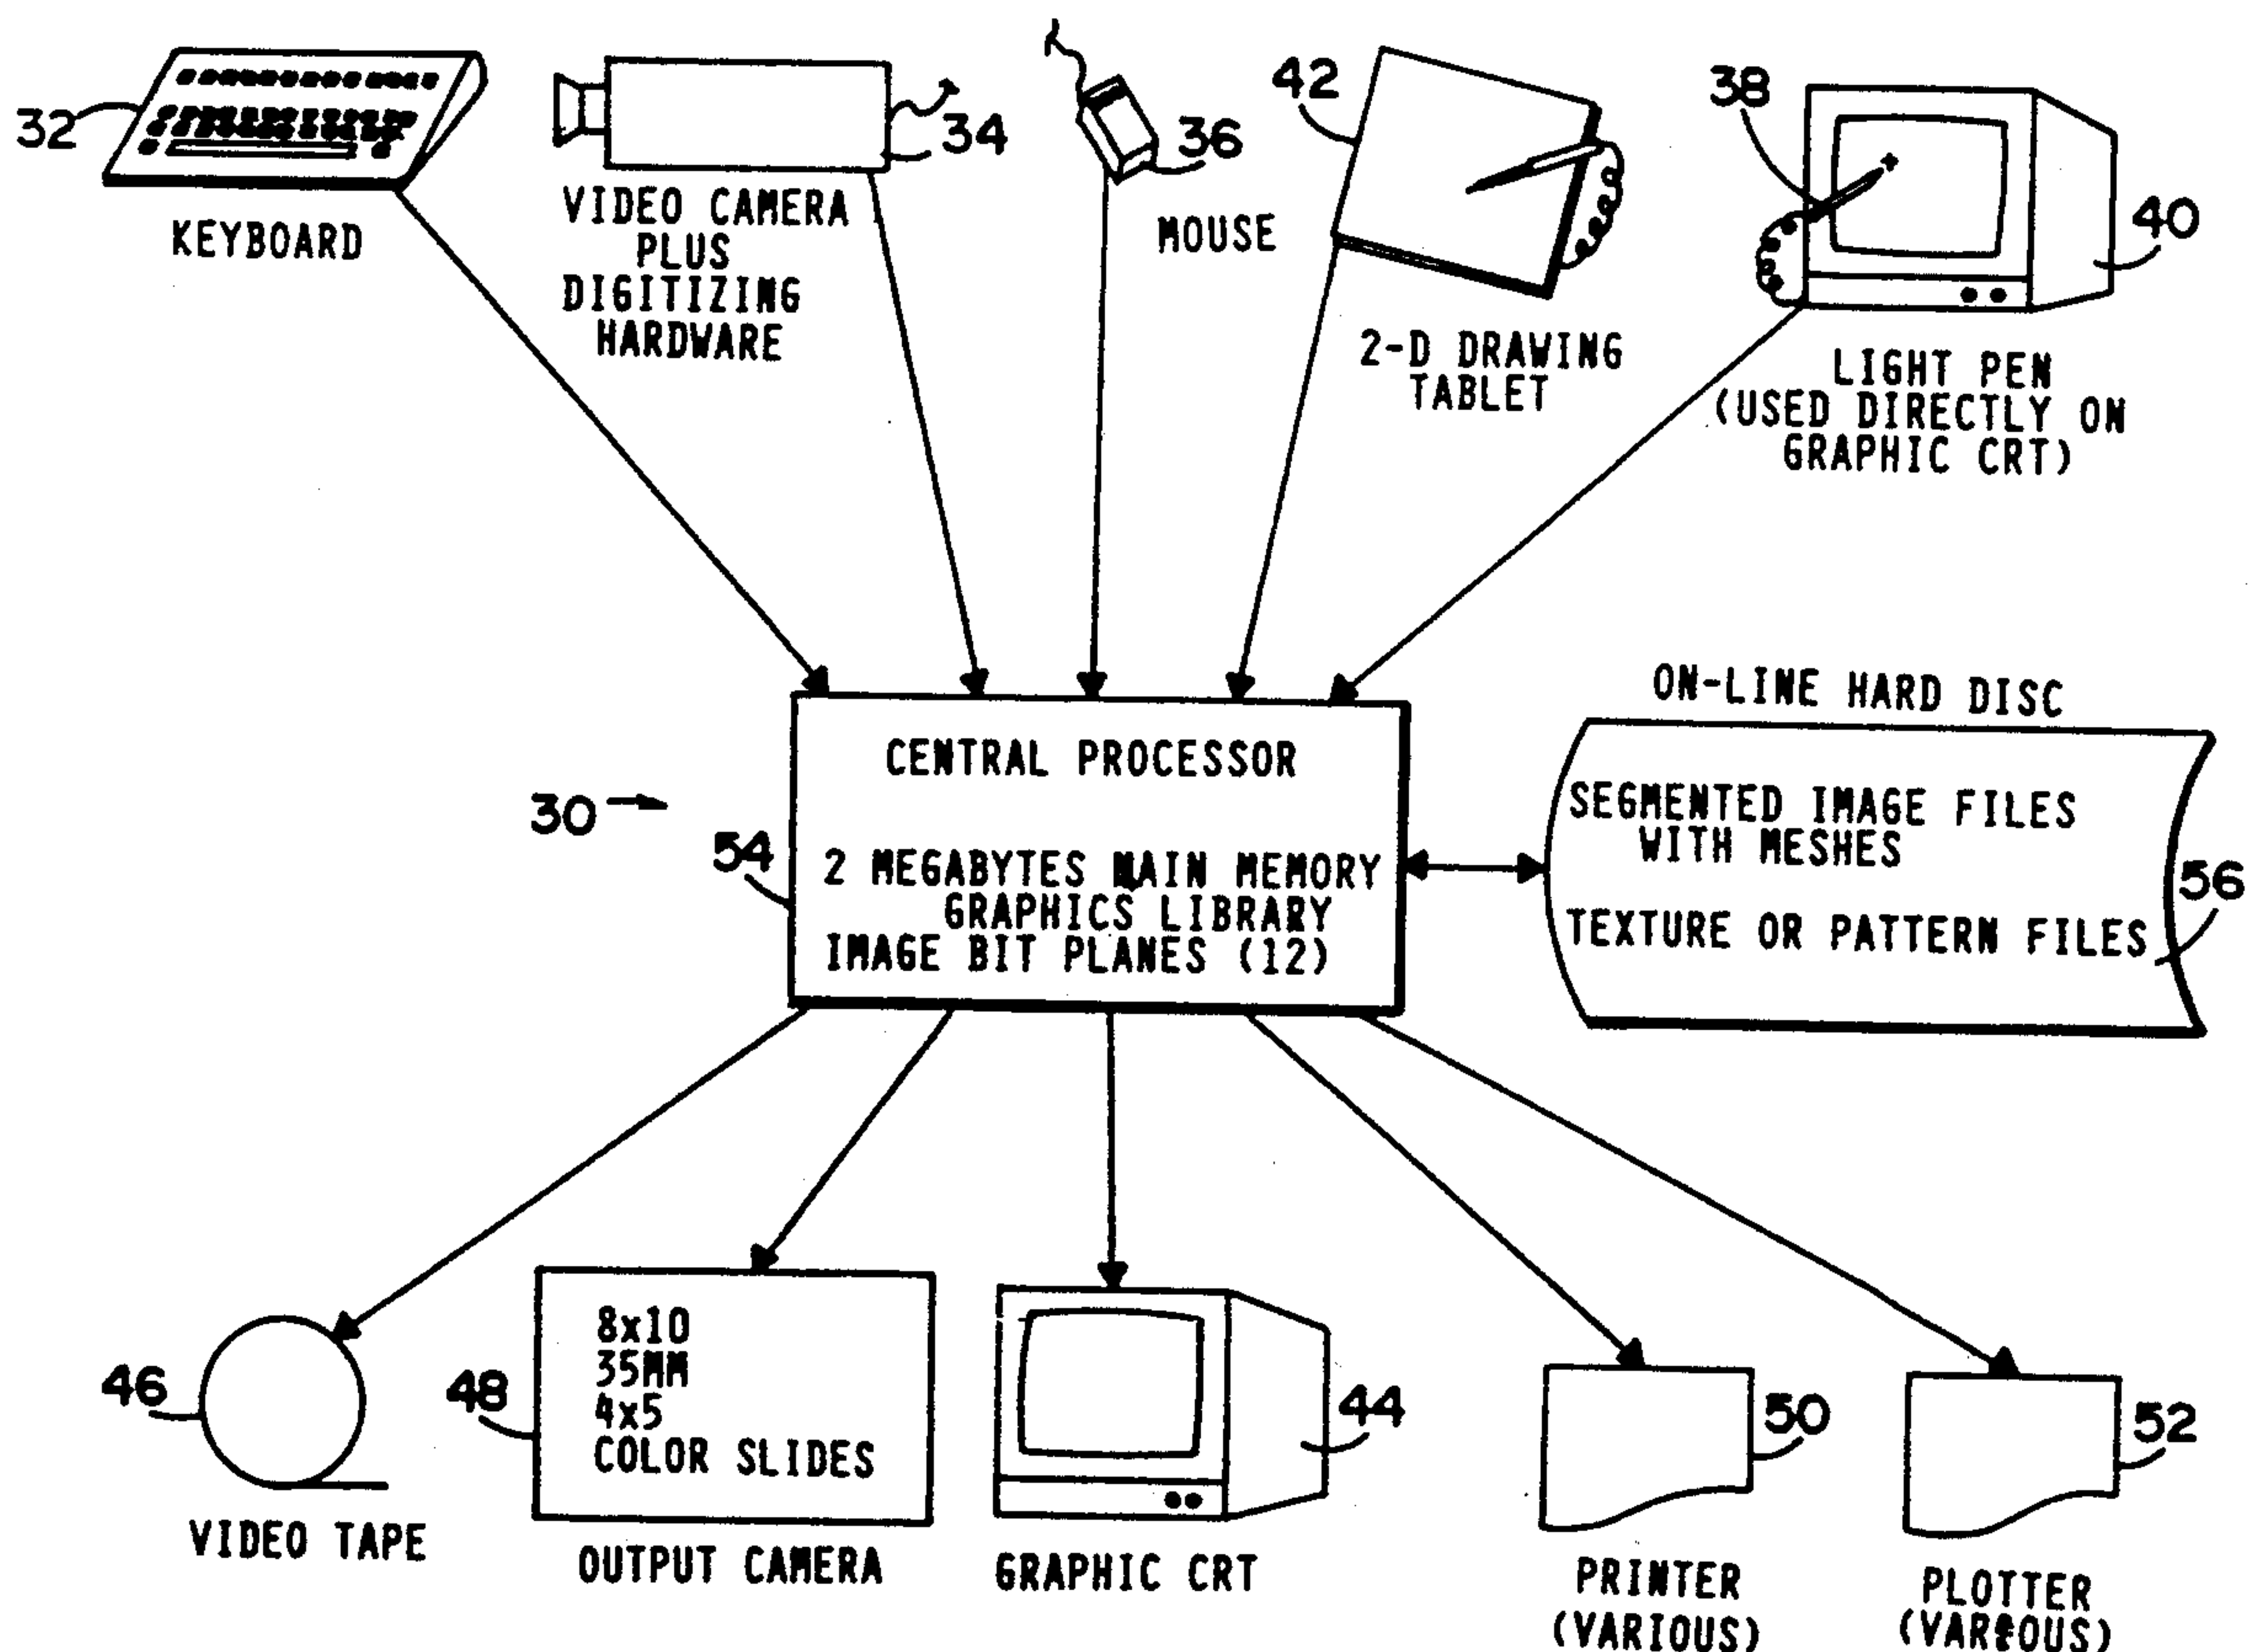 32
KEYBOARD
34
VIDEO CAMERA
PLUS
DIGITIZING
HARDWARE
36
MOUSE
42
2-D DRAWING
TABLET
38
40
LIGHT PEN
(USED DIRECTLY ON
GRAPHIC CRT)
30
54
CENTRAL PROCESSOR
2 MEGABYTES MAIN MEMORY
GRAPHICS LIBRARY
IMAGE BIT PLANES (12)
ON-LINE HARD DISC
SEGMENTED IMAGE FILES
WITH MESHES
TEXTURE OR PATTERN FILES
56
46
VIDEO TAPE
48
8x10
35MM
4x5
COLOR SLIDES
OUTPUT CAMERA
44
GRAPHIC CRT
50
PRINTER
(VARIOUS)
52
PLOTTER
(VARIOUS)